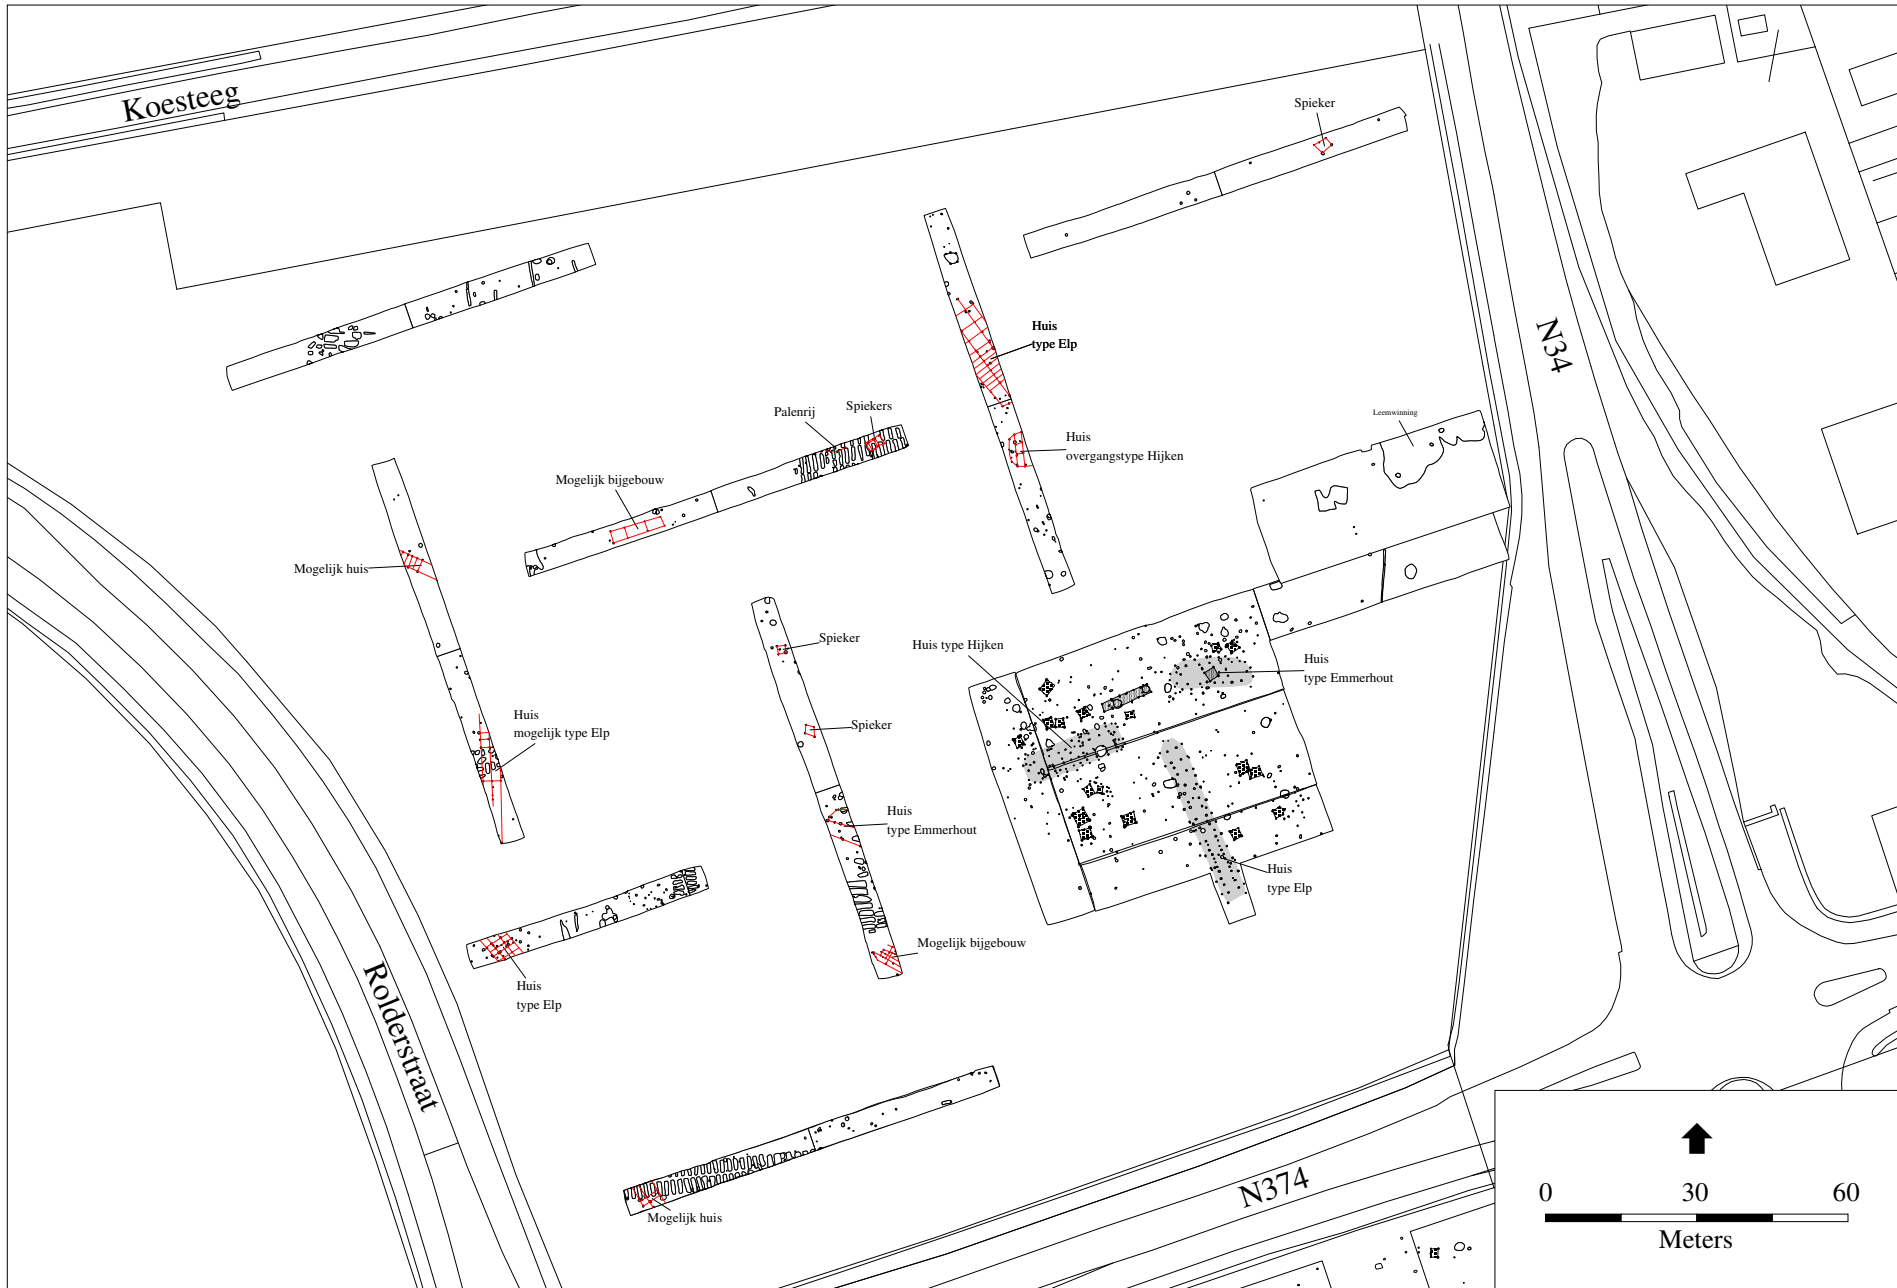 Koesteeg
Spieker
Huis
type Elp
N34
Leemwinning
Palenrij
Spiekers
Huis
overgangstype Hijken
Mogelijk bijgebouw
Mogelijk huis
Spieker
Huis type Hijken
Huis
type Emmerhout
Huis
mogelijk type Elp
Spieker
Huis
type Emmerhout
Huis
type Elp
Mogelijk bijgebouw
Huis
type Elp
Rolderstraat
Mogelijk huis
N374
0 30 60
Meters